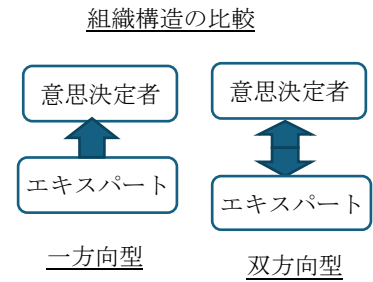 組織構造の比較
意思決定者
意思決定者
エキスパート
エキスパート
一方向型
双方向型